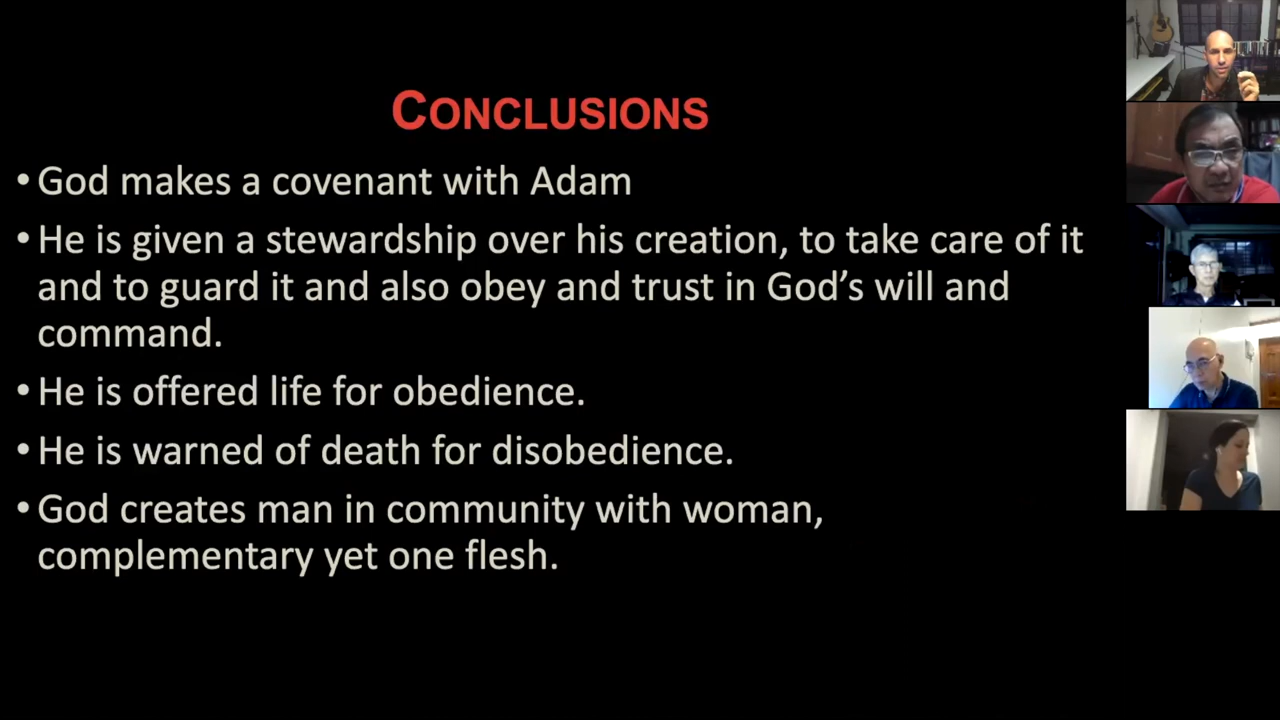 CONCLUSIONS
• God makes a covenant with Adam
• He is given a stewardship over his creation, to take care of it
and to guard it and also obey and trust in God’s will and
command.
• He is offered life for obedience.
• He is warned of death for disobedience.
• God creates man in community with woman,
complementary yet one flesh.